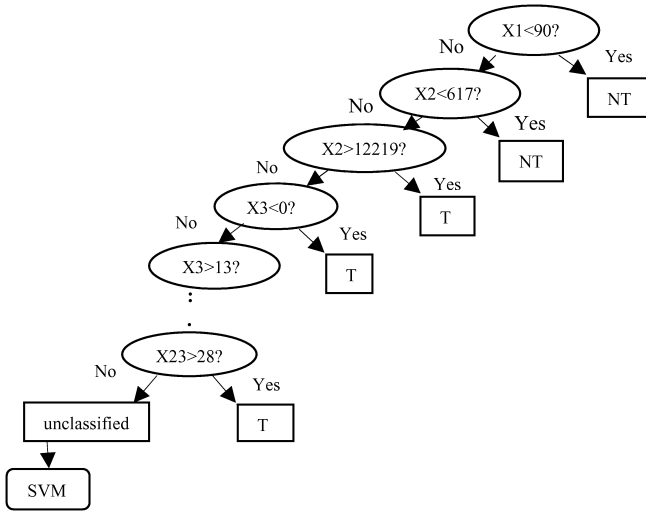 X1<90?
No
Yes
NT
X2<617?
No
Yes
NT
X2>12219?
No
Yes
T
X3<0?
No
Yes
T
X3>13?
X23>28?
No
Yes
unclassified
T
SVM